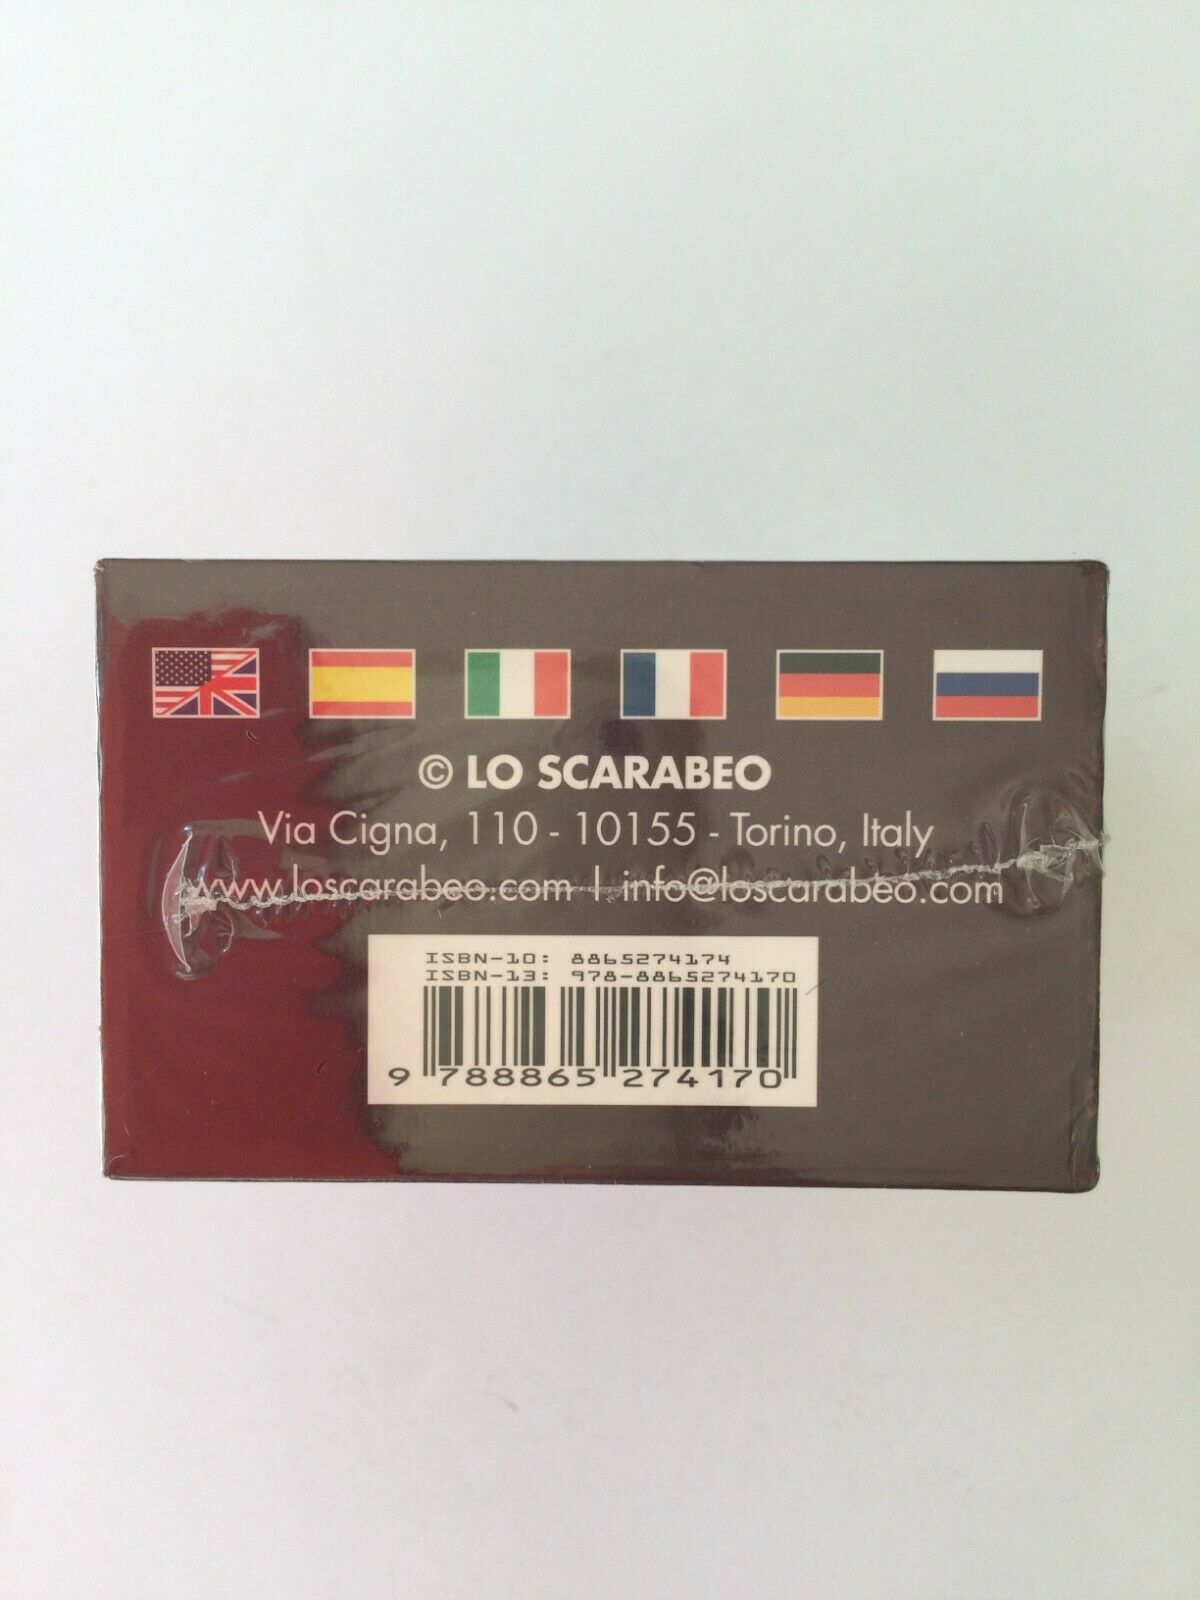 © LO SCARABEO
Via Cigna, 110 - 10155 - Torino, Italy
www.loscarabeo.com | info@loscarabeo.com
ISBN-10: 8865274174
ISBN-13: 978-8865274170
9 788865 274170